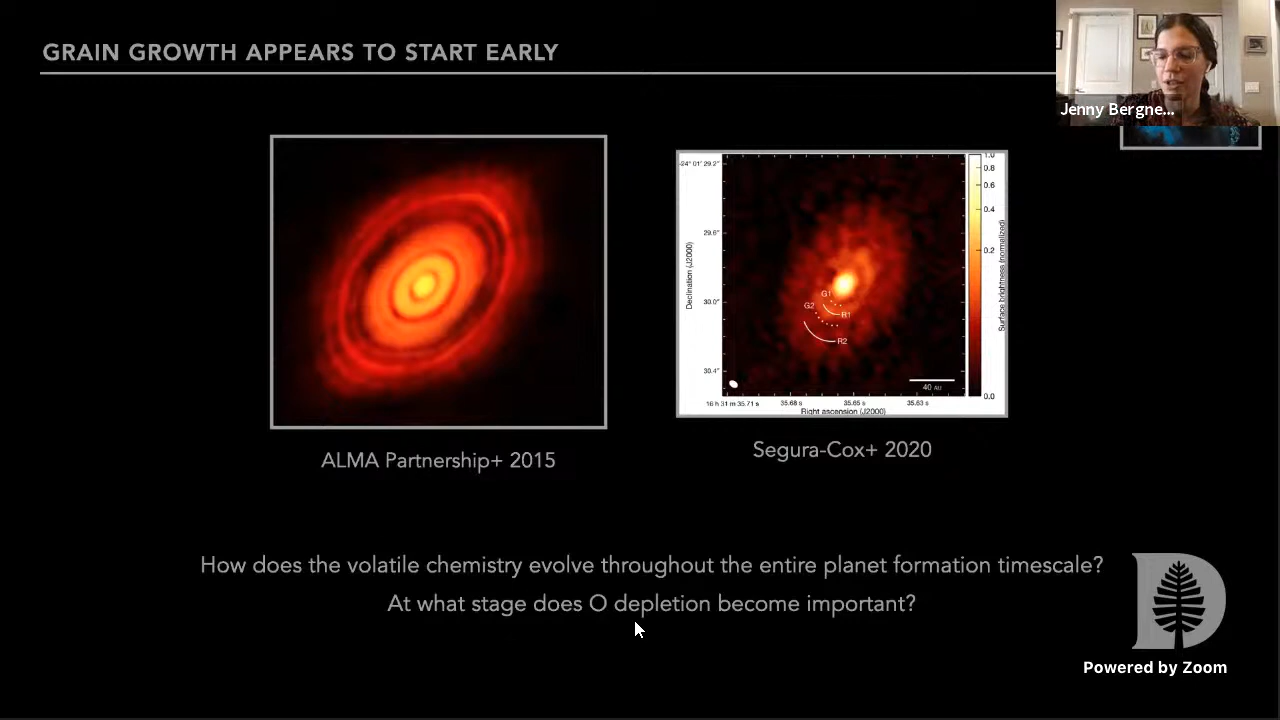 GRAIN GROWTH APPEARS TO START EARLY
Jenny Bergne...
ALMA Partnership+ 2015
-24° 01′ 29.2″
29.6″
30.0″
30.4″
Declination (J2000)
G1
G2
R1
R2
40 AU
16 h 31 m 35.71 s
35.68 s
35.65 s
35.63 s
Right ascension (J2000)
1.0
0.8
0.6
0.4
0.2
0.0
Surface brightness (normalized)
Segura-Cox+ 2020
How does the volatile chemistry evolve throughout the entire planet formation timescale?
At what stage does O depletion become important?
D
Powered by Zoom